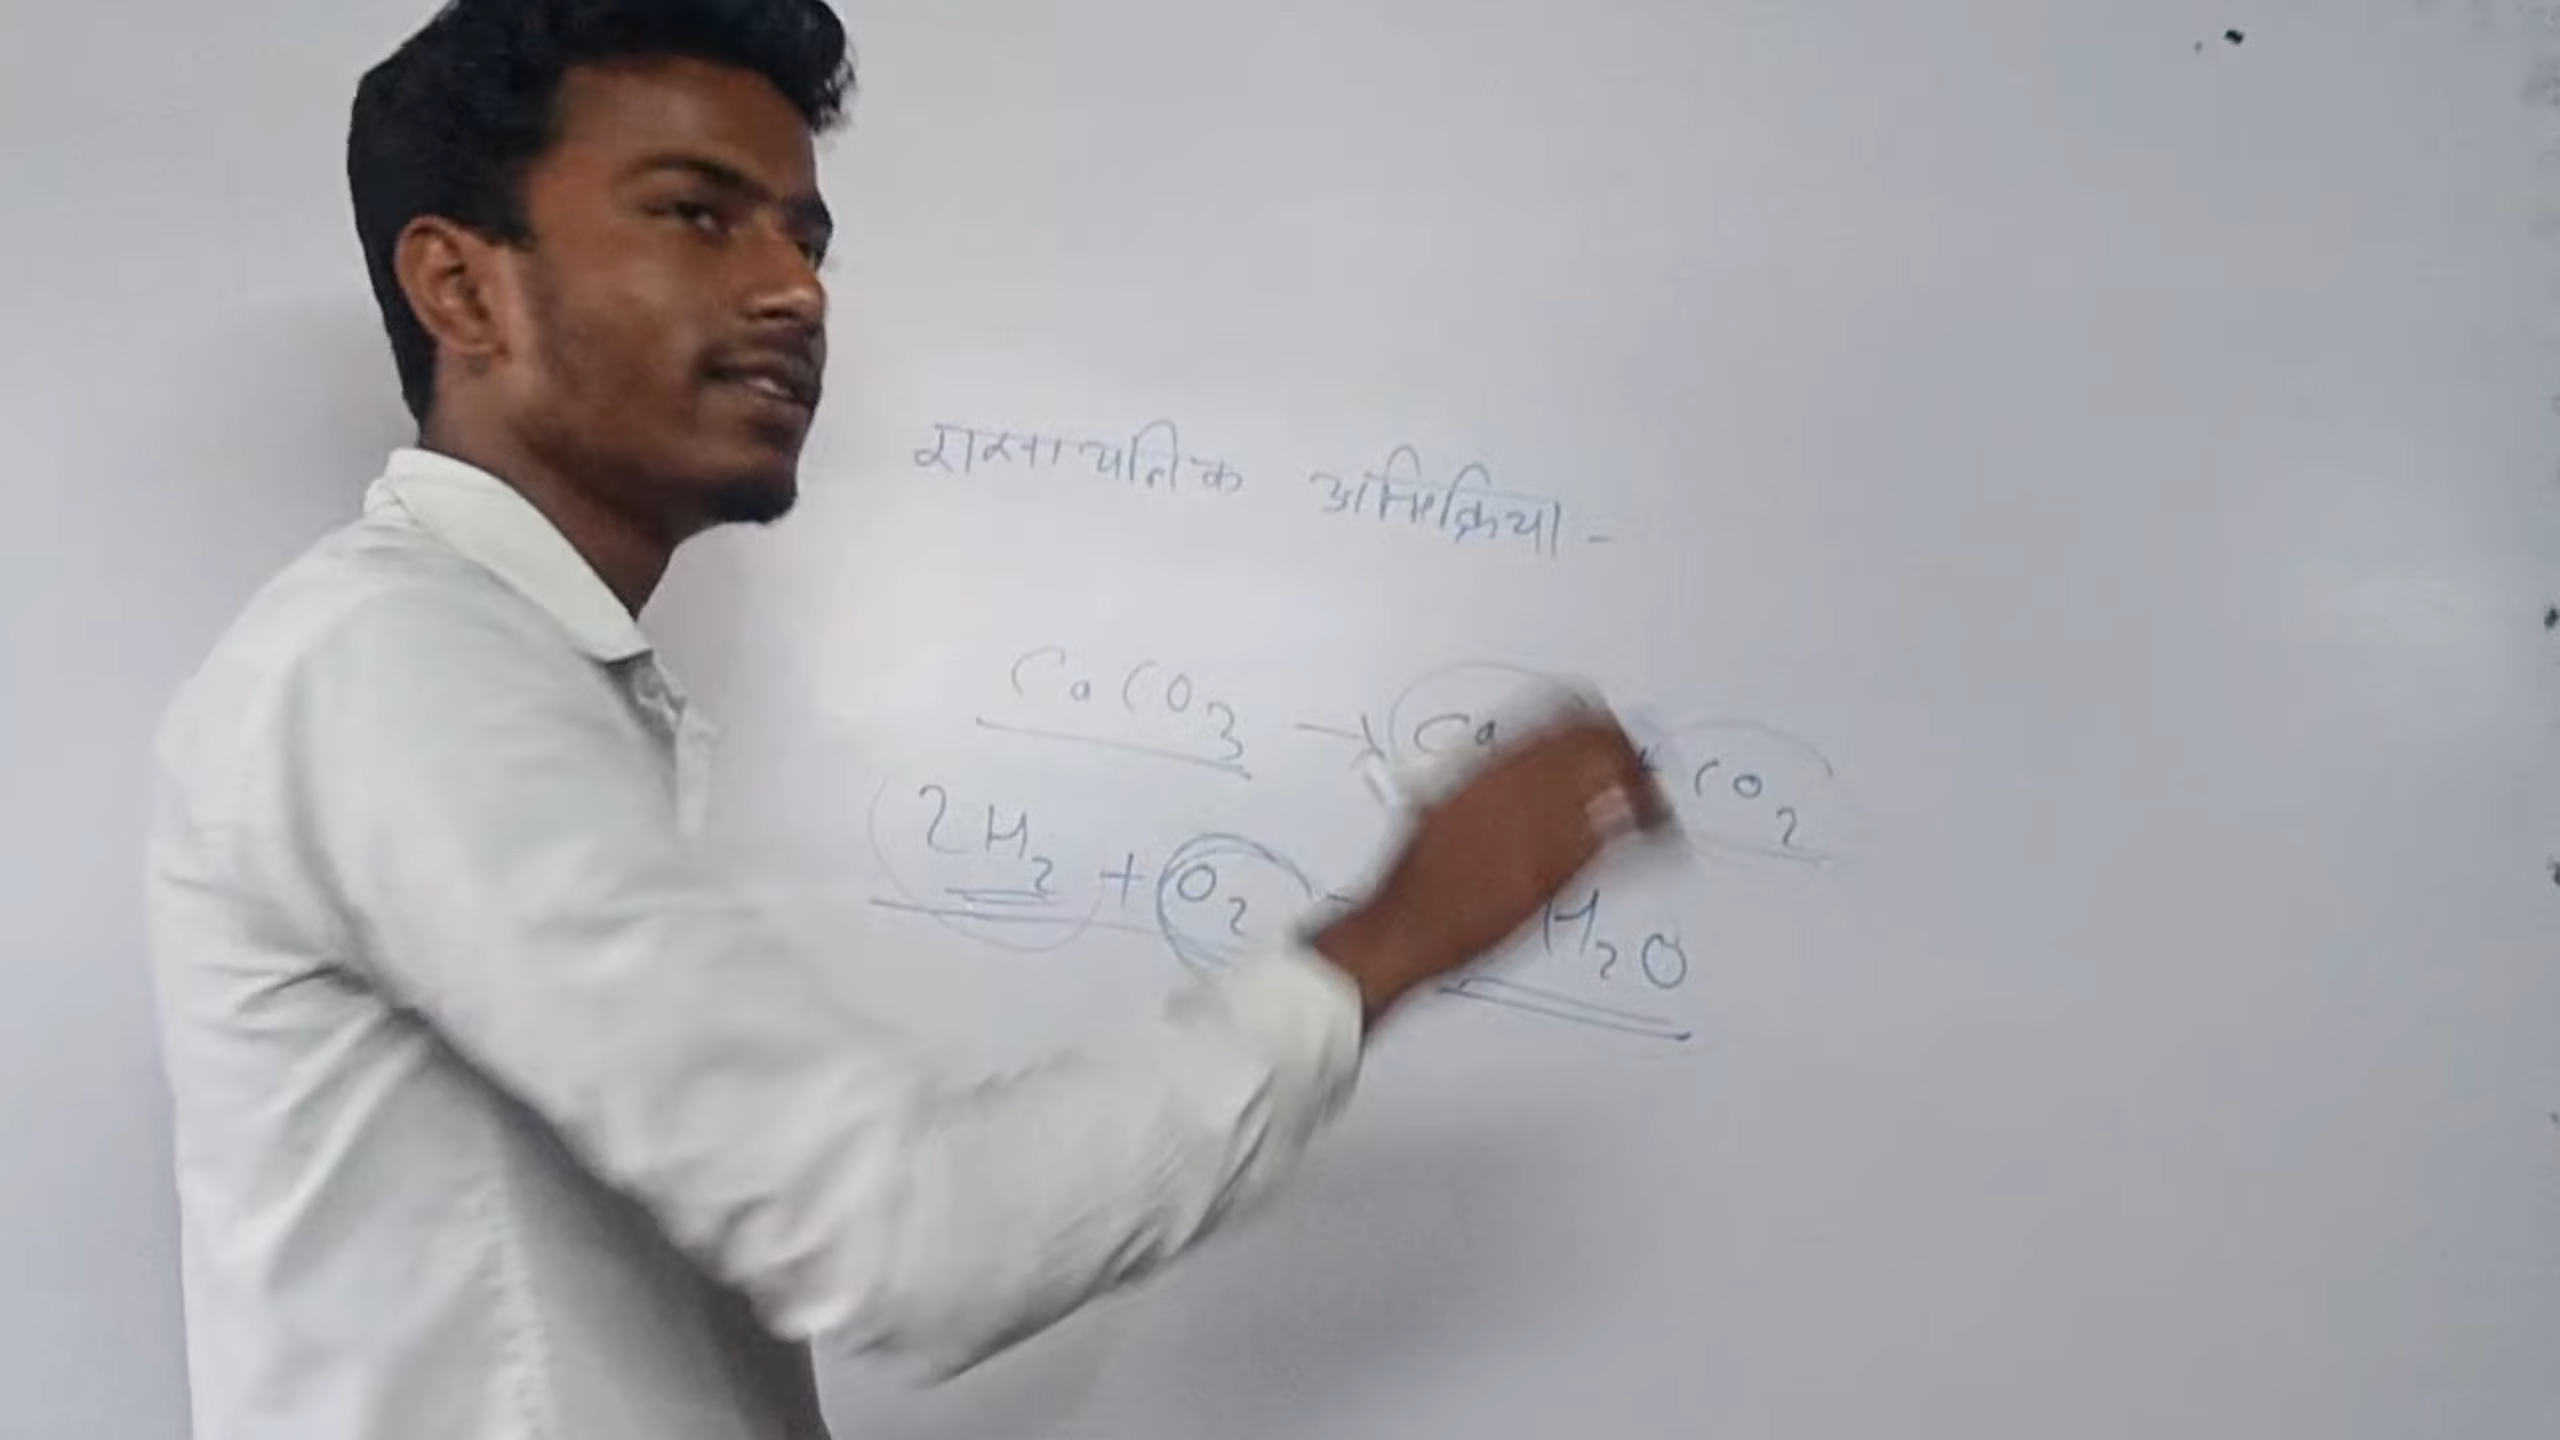 रासायनिक अभिक्रिया -
CaCO3 → Ca + CO2
2H2 + O2 - H2O